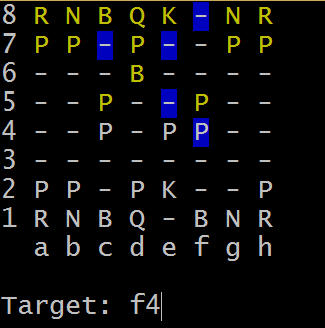 8 R N B Q K - N R
7 P P - P - - P P
6 - - - B - - - -
5 - - P - - P - -
4 - - P - P P - -
3 - - - - - - - -
2 P P - P K - - P
1 R N B Q - B N R
a b c d e f g h
Target: f4